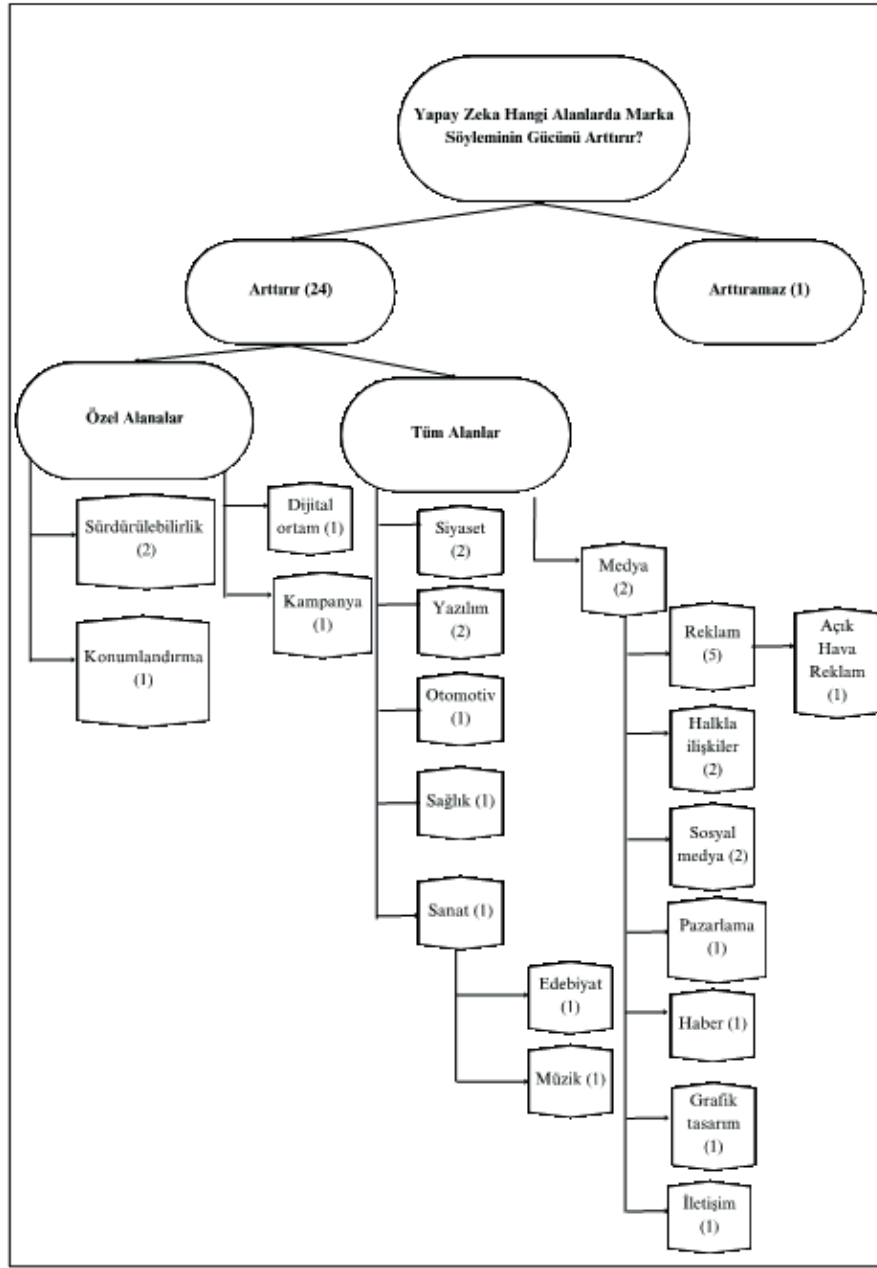 Yapay Zeka Hangi Alanlarda Marka
Söyleminin Gücünü Arttırır?
Arttırır (24)
Arttıramaz (1)
Özel Alanalar
Tüm Alanlar
Sürdürülebilirlik
(2)
Dijital
ortam (1)
Konumlandırma
(1)
Kampanya
(1)
Siyaset
(2)
Yazılım
(2)
Otomotiv
(1)
Sağlık (1)
Sanat (1)
Edebiyat
(1)
Müzik (1)
Medya
(2)
Reklam
(5)
Açık
Hava
Reklam
(1)
Halkla
ilişkiler
(2)
Sosyal
medya (2)
Pazarlama
(1)
Haber (1)
Grafik
tasarım
(1)
İletişim
(1)